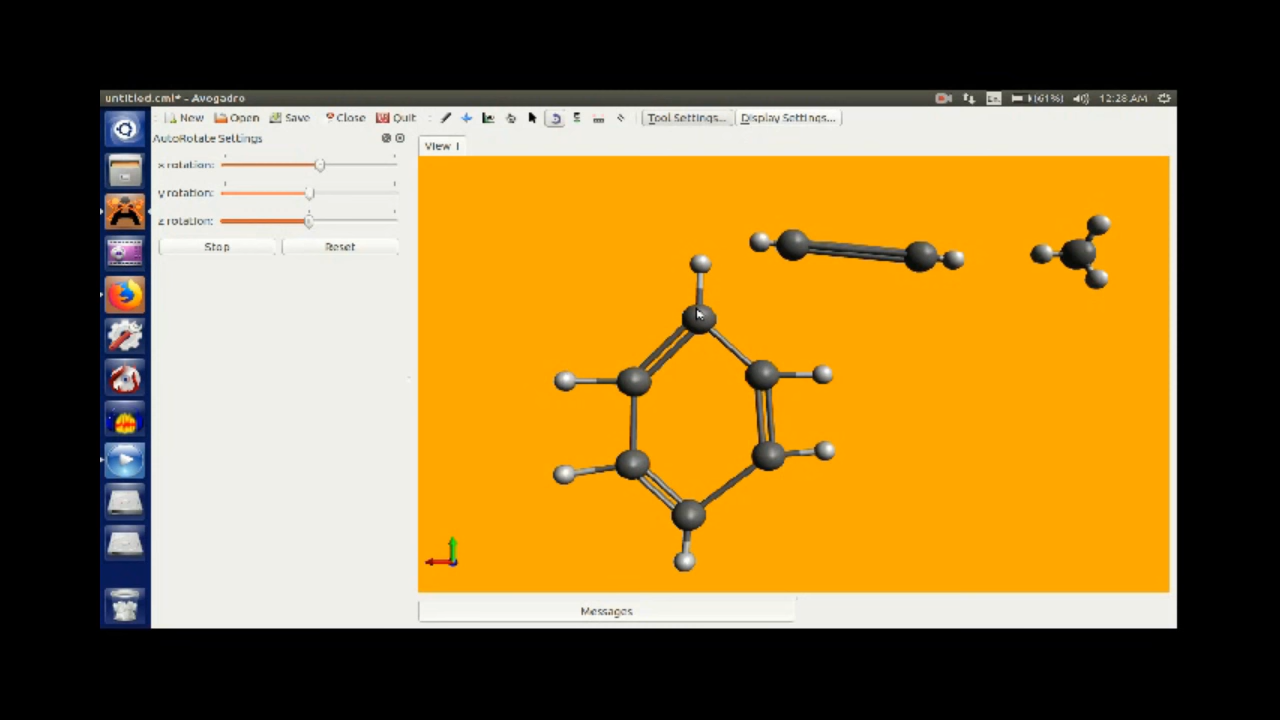 untitled.cml* - Avogadro
(61%) 12:28 AM
New Open Save Close Quit Tool Settings... Display Settings...
AutoRotate Settings
View 1
x rotation:
y rotation:
z rotation:
Stop Reset
Messages